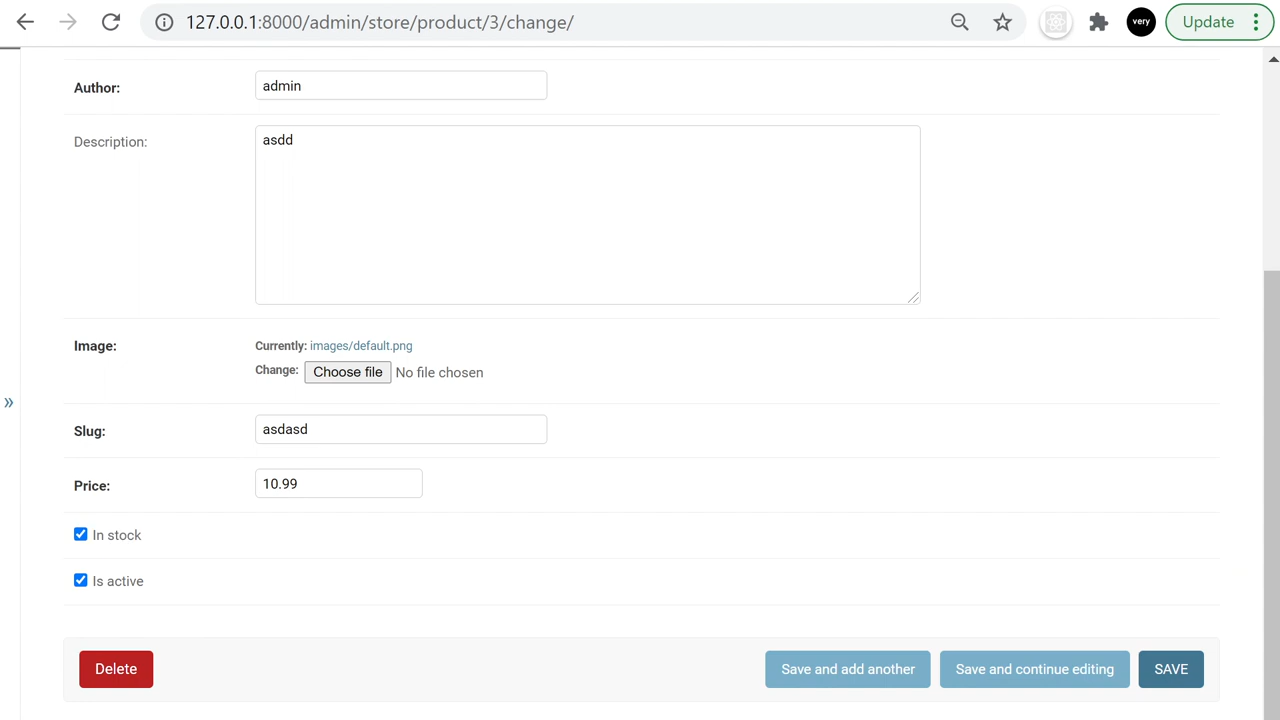 127.0.0.1:8000/admin/store/product/3/change/
very
Update
Author:
admin
Description:
asdd
Image:
Currently: images/default.png
Change: Choose file No file chosen
»
Slug:
asdasd
Price:
10.99
In stock
Is active
Delete
Save and add another
Save and continue editing
SAVE